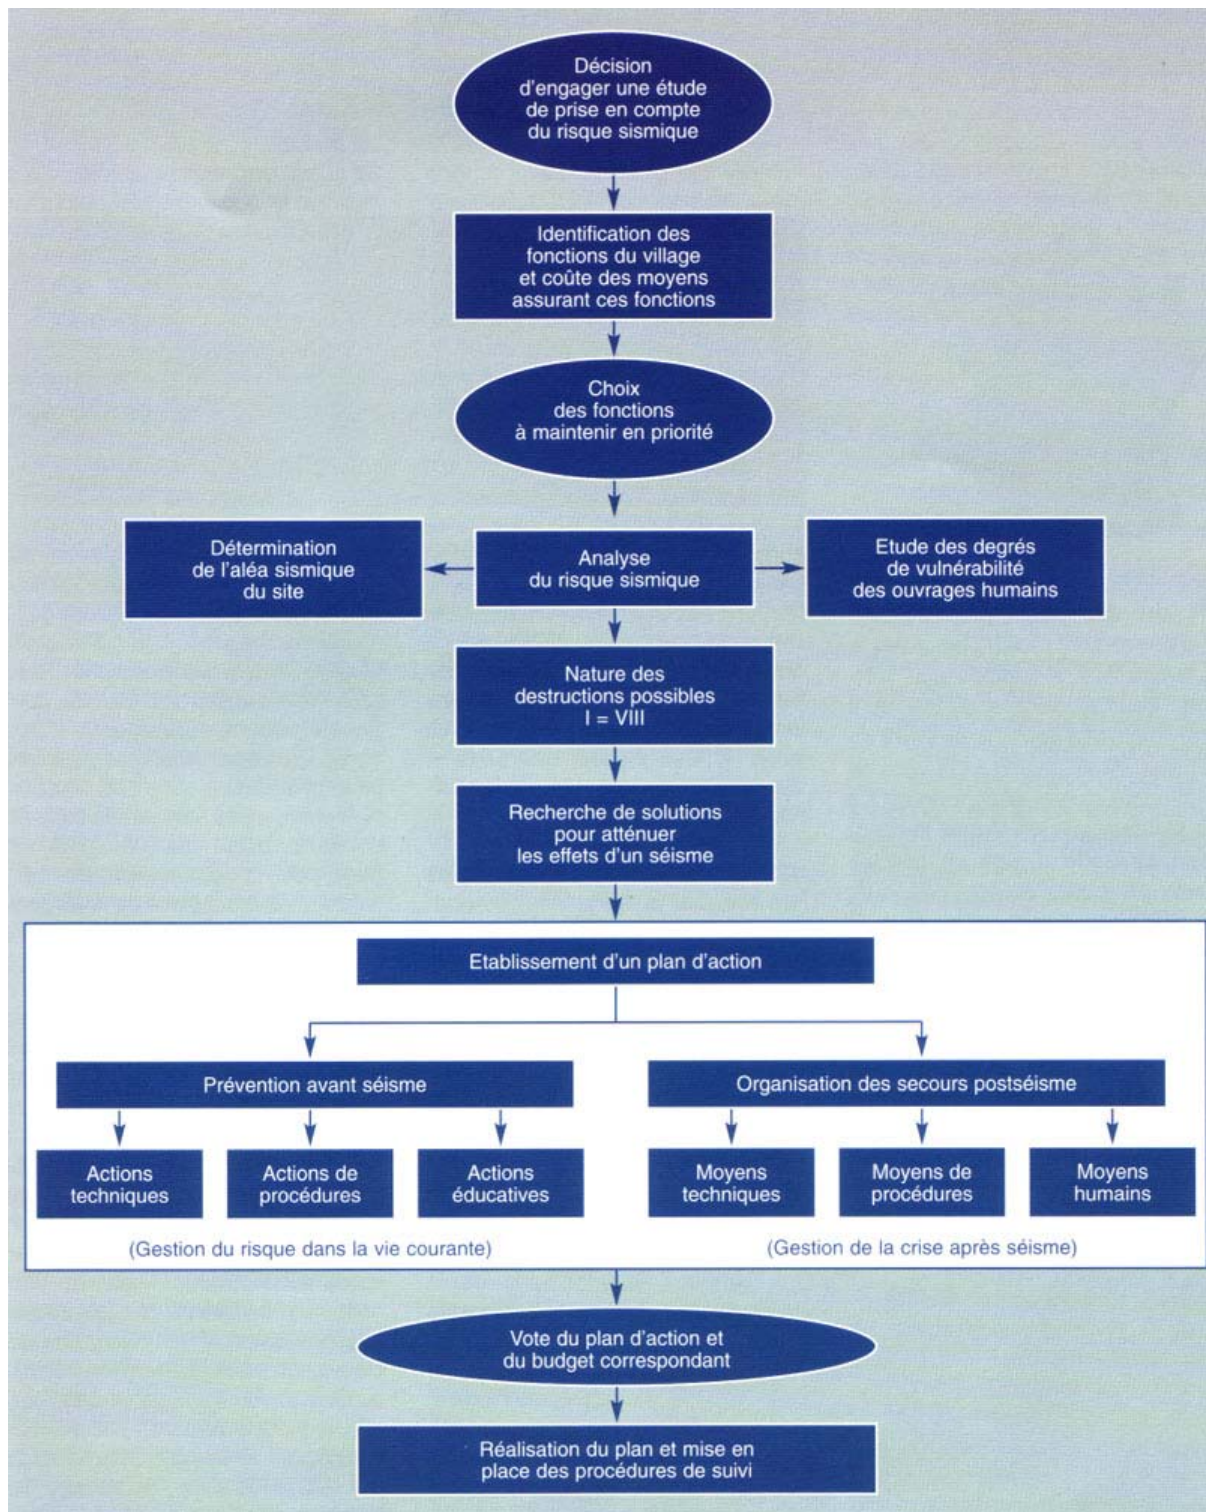 Décision
d'engager une étude
de prise en compte
du risque sismique
Identification des
fonctions du village
et coûte des moyens
assurant ces fonctions
Choix
des fonctions
à maintenir en priorité
Détermination
de l'aléa sismique
du site
Analyse
du risque sismique
Etude des degrés
de vulnérabilité
des ouvrages humains
Nature des
destructions possibles
I = VIII
Recherche de solutions
pour atténuer
les effets d'un séisme
Etablissement d'un plan d'action
Prévention avant séisme
Organisation des secours postséisme
Actions
techniques
Actions de
procédures
Actions
éducatives
Moyens
techniques
Moyens de
procédures
Moyens
humains
(Gestion du risque dans la vie courante)
(Gestion de la crise après séisme)
Vote du plan d'action et
du budget correspondant
Réalisation du plan et mise en
place des procédures de suivi